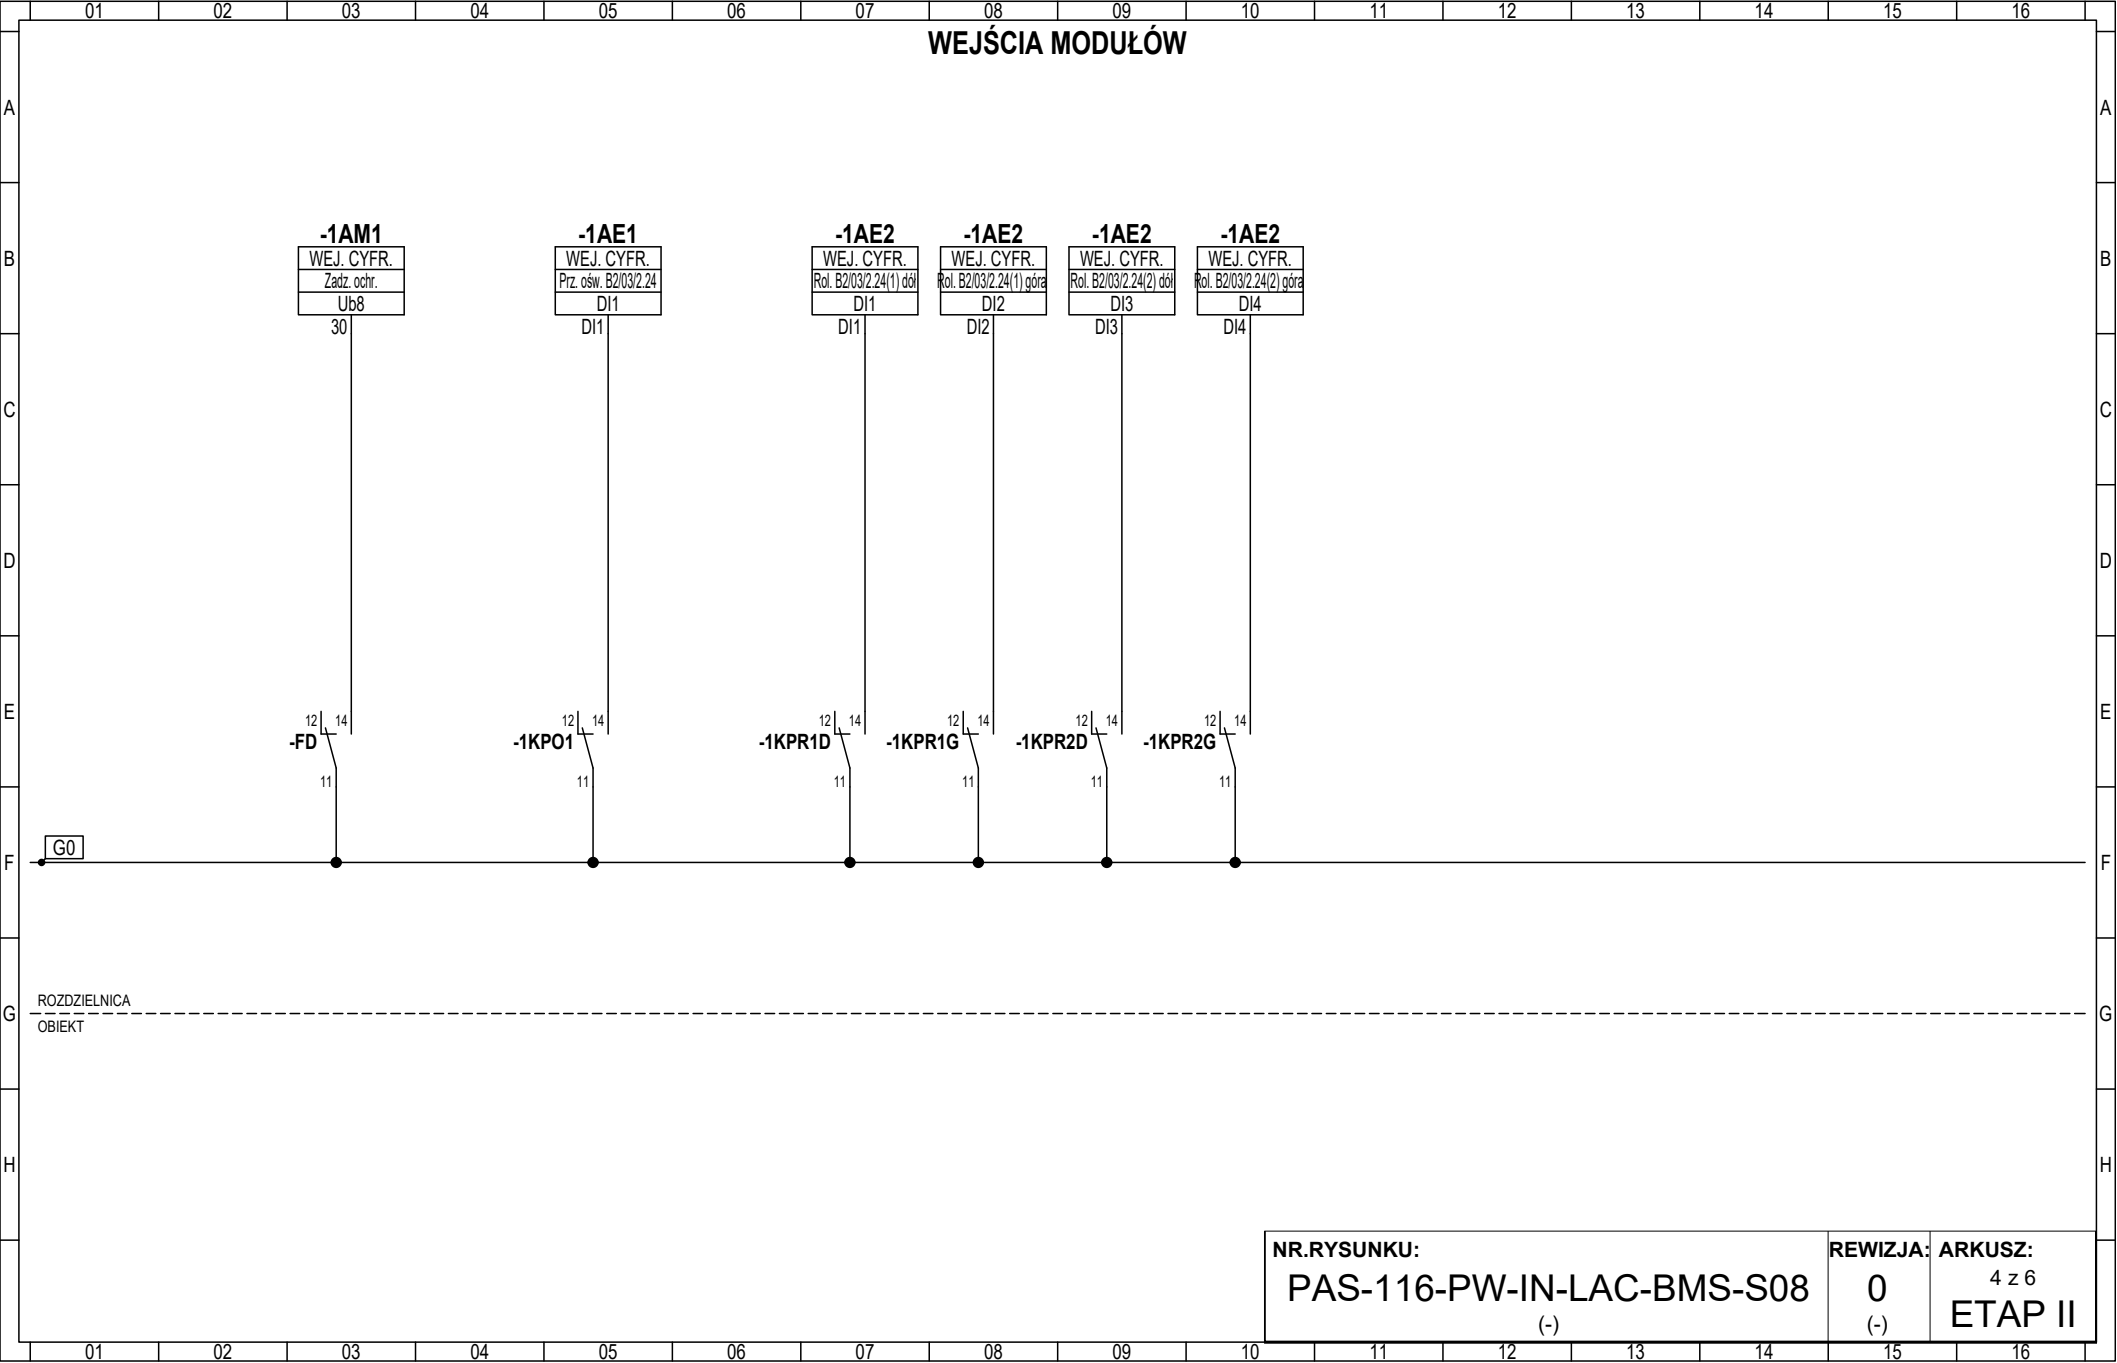 01 02 03 04 05 06 07 08 09 10 11 12 13 14 15 16
WEJŚCIA MODUŁÓW
A A
-1AM1 -1AE1 -1AE2 -1AE2 -1AE2 -1AE2
B WEJ. CYFR. WEJ. CYFR. WEJ. CYFR. WEJ. CYFR. WEJ. CYFR. WEJ. CYFR. B
Zadz. ochr. Prz. ośw. B2/03/2.24 Rol. B2/03/2.24(1) dół Rol. B2/03/2.24(1) góra Rol. B2/03/2.24(2) dół Rol. B2/03/2.24(2) góra
Ub8 DI1 DI1 DI2 DI3 DI4
30 DI1 DI1 DI2 DI3 DI4
C C
D D
E E
12 14 12 14 12 14 12 14 12 14 12 14
-FD -1KPO1 -1KPR1D -1KPR1G -1KPR2D -1KPR2G
11 11 11 11 11 11
G0
F F
ROZDZIELNICA
G G
OBIEKT
H H
NR.RYSUNKU: REWIZJA: ARKUSZ:
PAS-116-PW-IN-LAC-BMS-S08 0 4 z 6
(-) (-) ETAP II
01 02 03 04 05 06 07 08 09 10 11 12 13 14 15 16